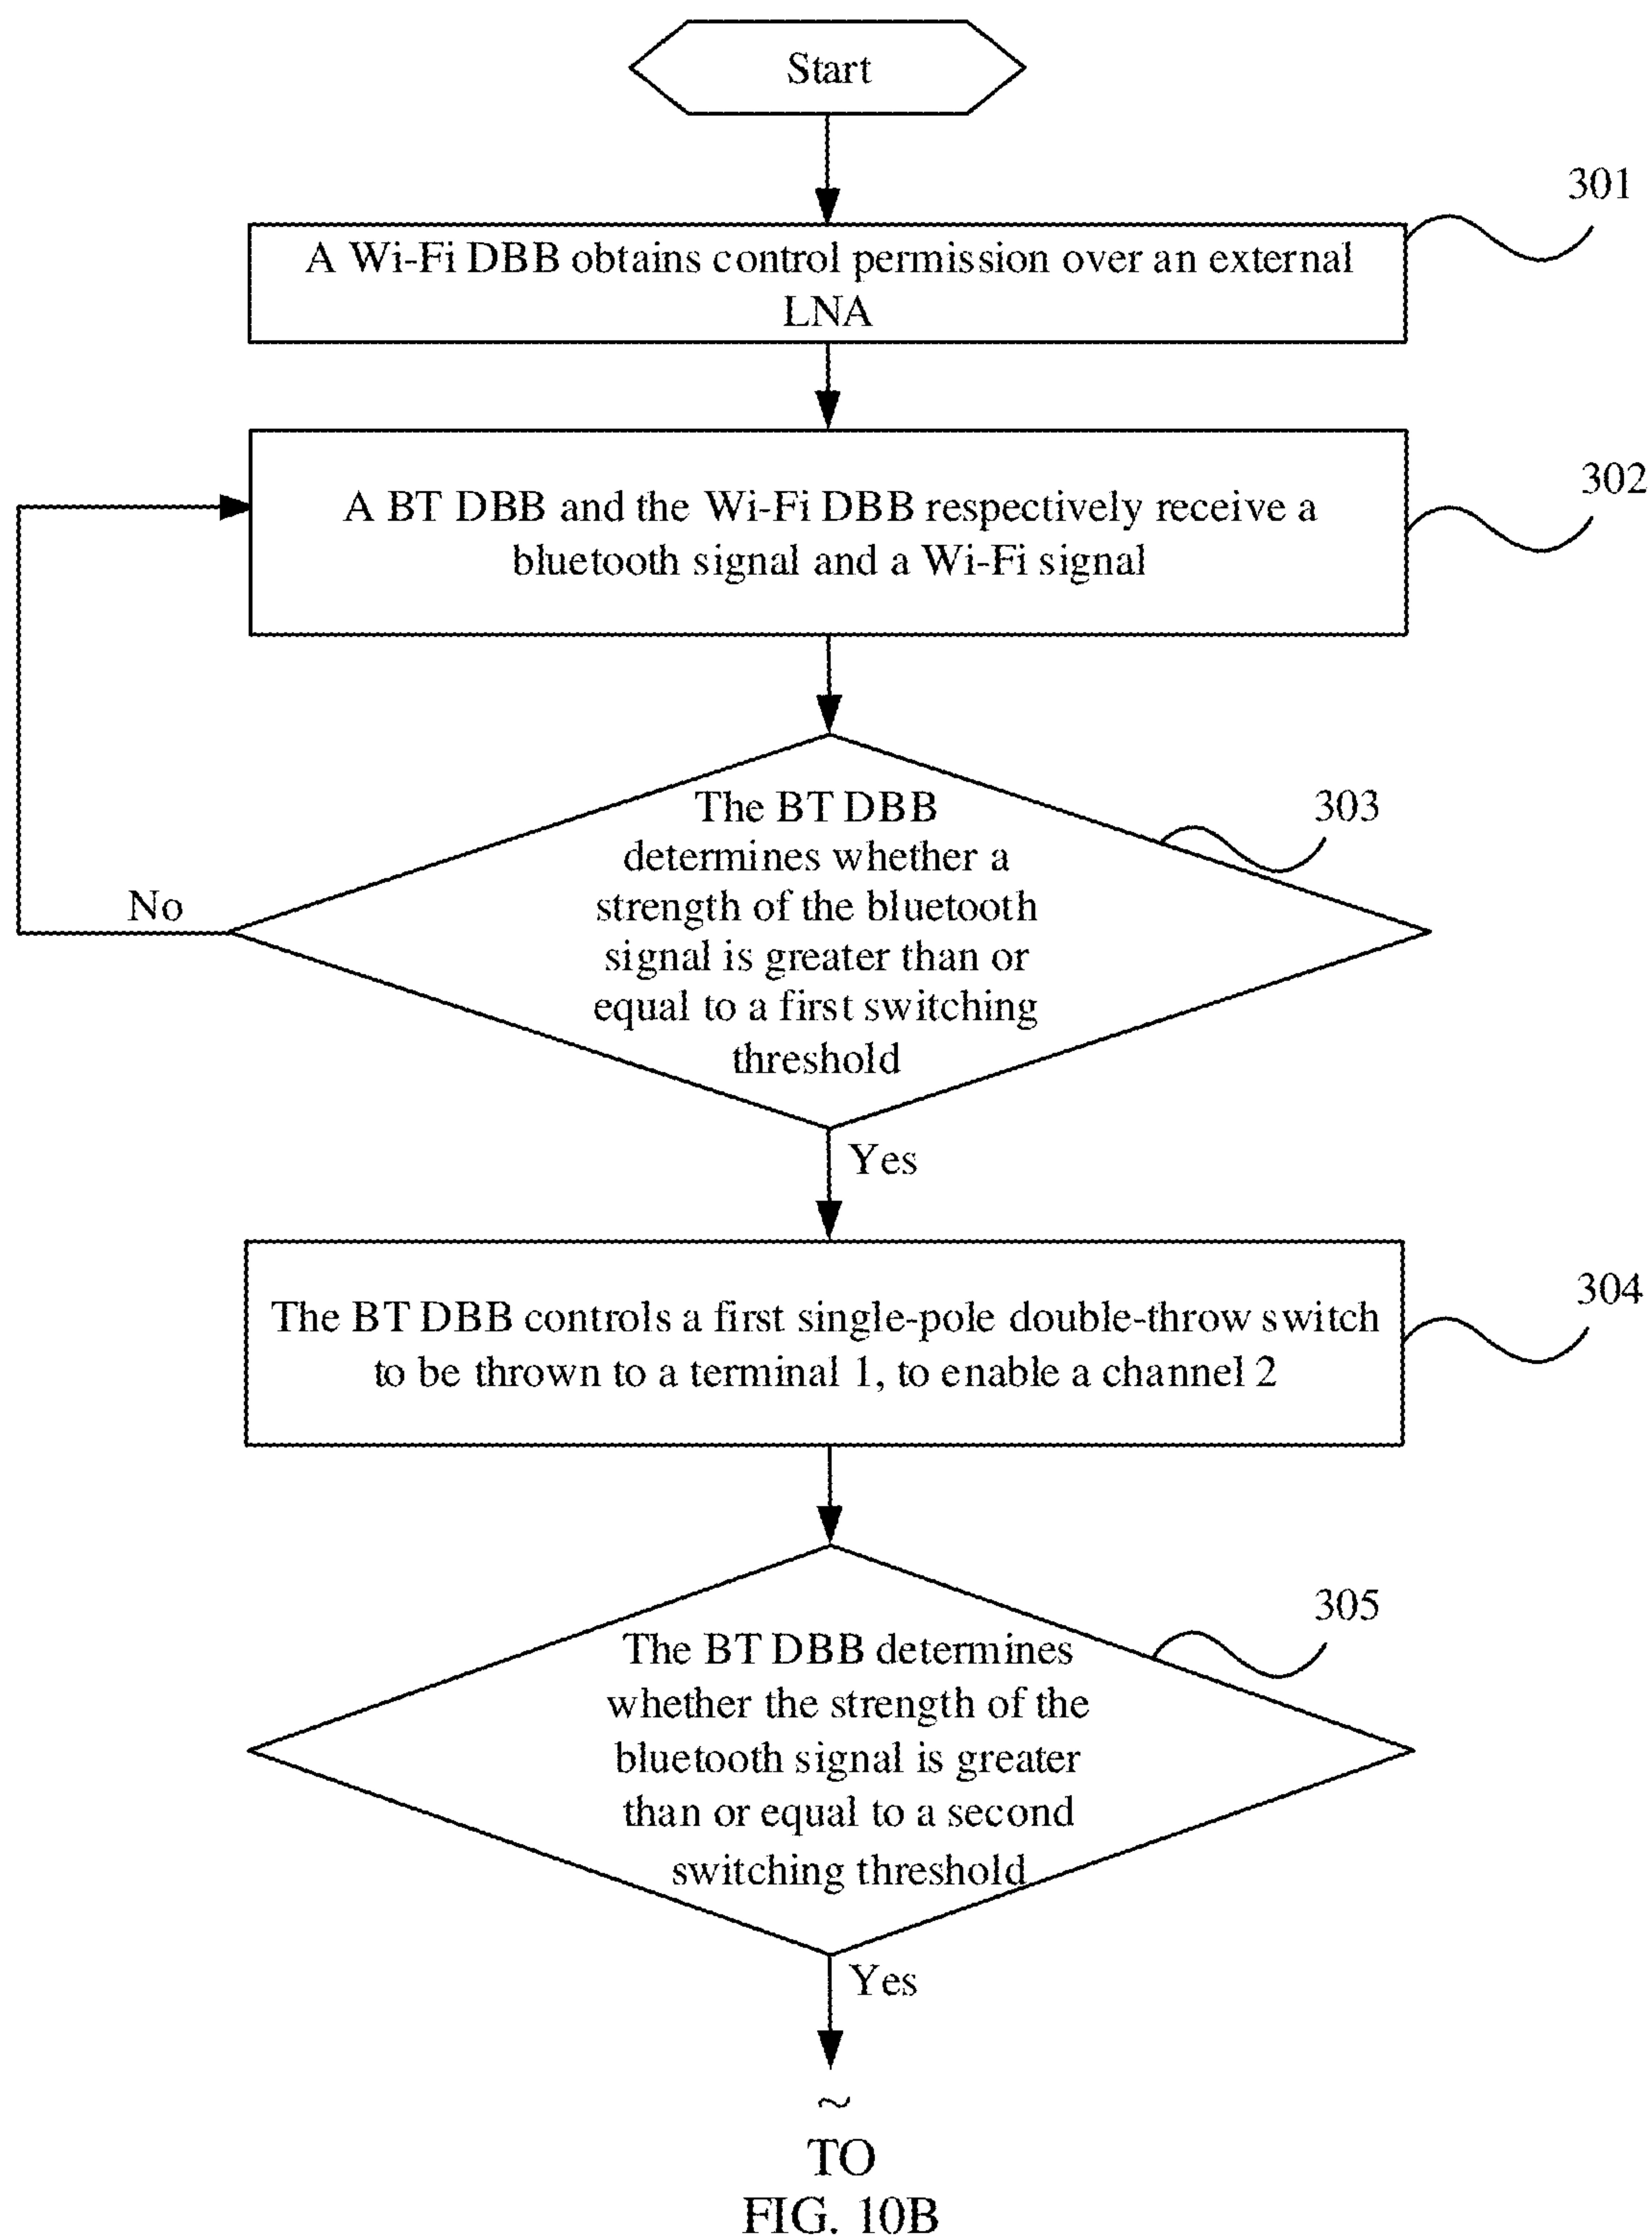 Start
301
A Wi-Fi DBB obtains control permission over an external
LNA
302
A BT DBB and the Wi-Fi DBB respectively receive a
bluetooth signal and a Wi-Fi signal
303
The BT DBB
determines whether a
strength of the bluetooth
signal is greater than or
equal to a first switching
threshold
No
Yes
304
The BT DBB controls a first single-pole double-throw switch
to be thrown to a terminal 1, to enable a channel 2
305
The BT DBB determines
whether the strength of the
bluetooth signal is greater
than or equal to a second
switching threshold
Yes
~
TO
FIG. 10B